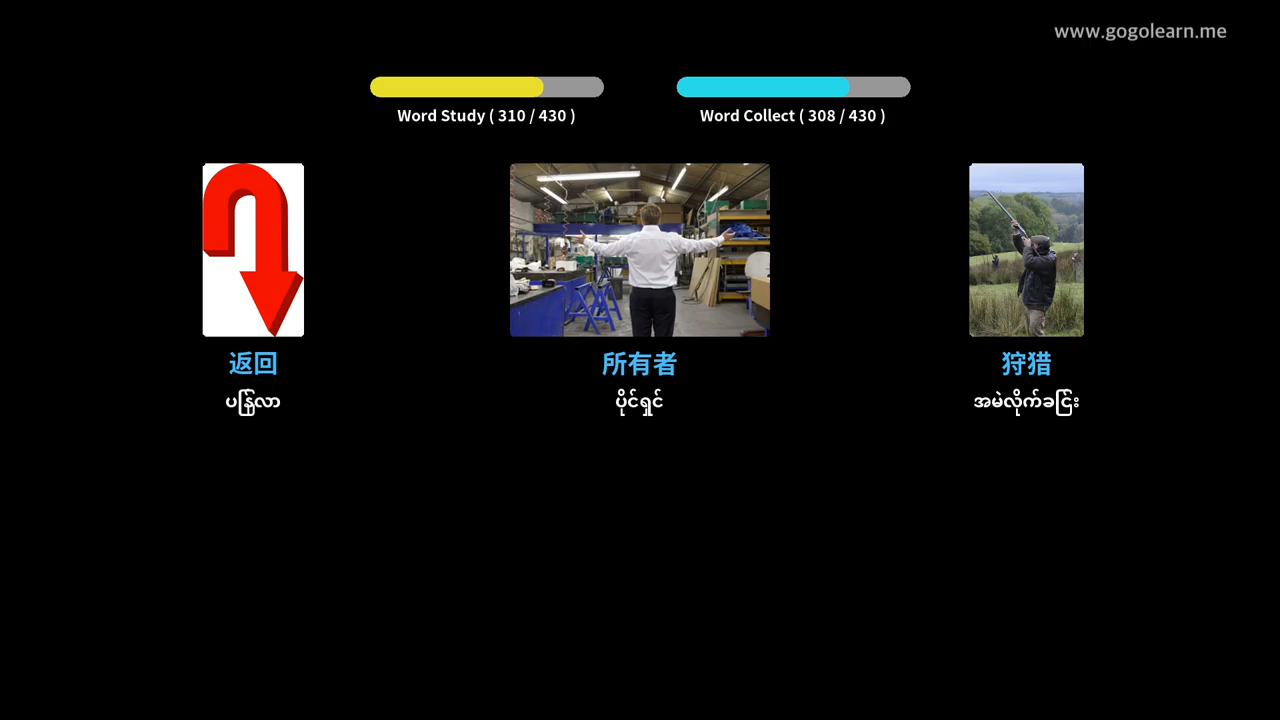 www.gogolearn.me
Word Study ( 310 / 430 )
Word Collect ( 308 / 430 )
返回
所有者
狩猎
ပြန်လာ
ပိုင်ရှင်
အမဲလိုက်ခြင်း